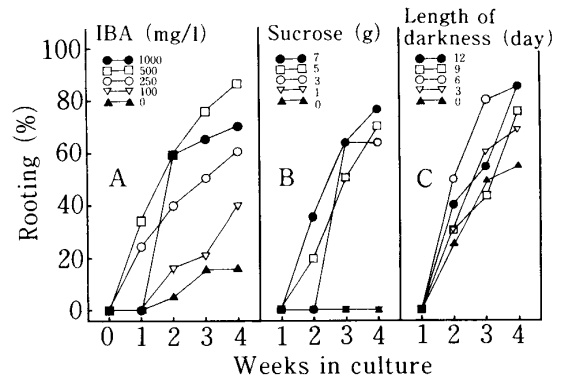 IBA (mg/l)
1000
500
250
100
0
Sucrose (g)
7
5
3
1
0
Length of
darkness (day)
12
9
6
3
0
100
80
60
40
20
0
Rooting (%)
A
B
C
0 1 2 3 4
1 2 3 4
1 2 3 4
Weeks in culture